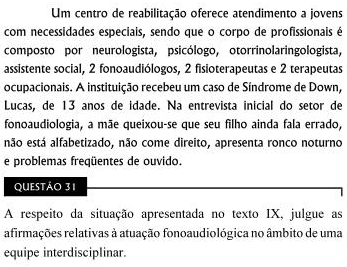 Um centro de reabilitação oferece atendimento a jovens
com necessidades especiais, sendo que o corpo de profissionais é
composto por neurologista, psicólogo, otorrinolaringologista,
assistente social, 2 fonoaudiólogos, 2 fisioterapeutas e 2 terapeutas
ocupacionais. A instituição recebeu um caso de Síndrome de Down,
Lucas, de 13 anos de idade. Na entrevista inicial do setor de
fonoaudiologia, a mãe queixou-se que seu filho ainda fala errado,
não está alfabetizado, não come direito, apresenta ronco noturno
e problemas freqüentes de ouvido.
QUESTÃO 31
A respeito da situação apresentada no texto IX, julgue as
afirmações relativas à atuação fonoaudiológica no âmbito de uma
equipe interdisciplinar.